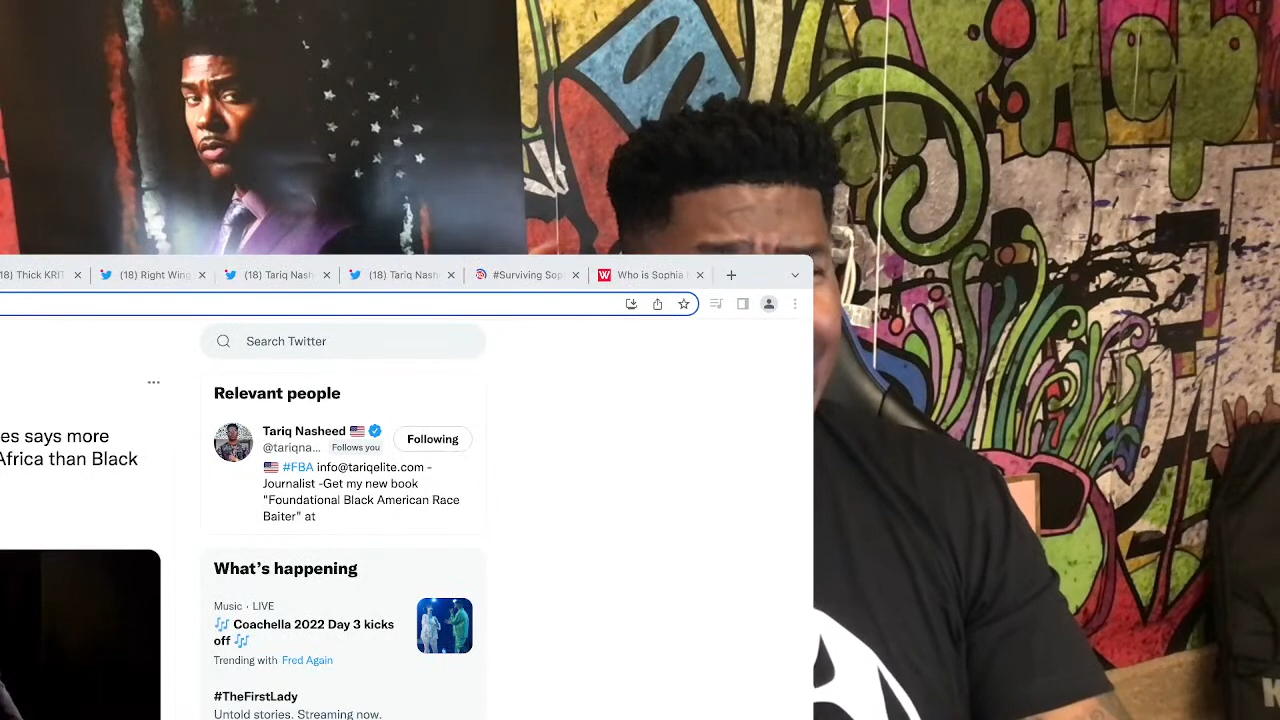 Hop
18) Thick KRIT
(18) Right Wing
(18) Tariq Nash
(18) Tariq Nash
#Surviving Sop
Who is Sophia
Search Twitter
Relevant people
es says more
Africa than Black
Tariq Nasheed
Following
@tariqna... Follows you
#FBA info@tariqelite.com -
Journalist -Get my new book
"Foundational Black American Race
Baiter" at
What's happening
Music · LIVE
Coachella 2022 Day 3 kicks
off
Trending with Fred Again
#TheFirstLady
Untold stories. Streaming now.